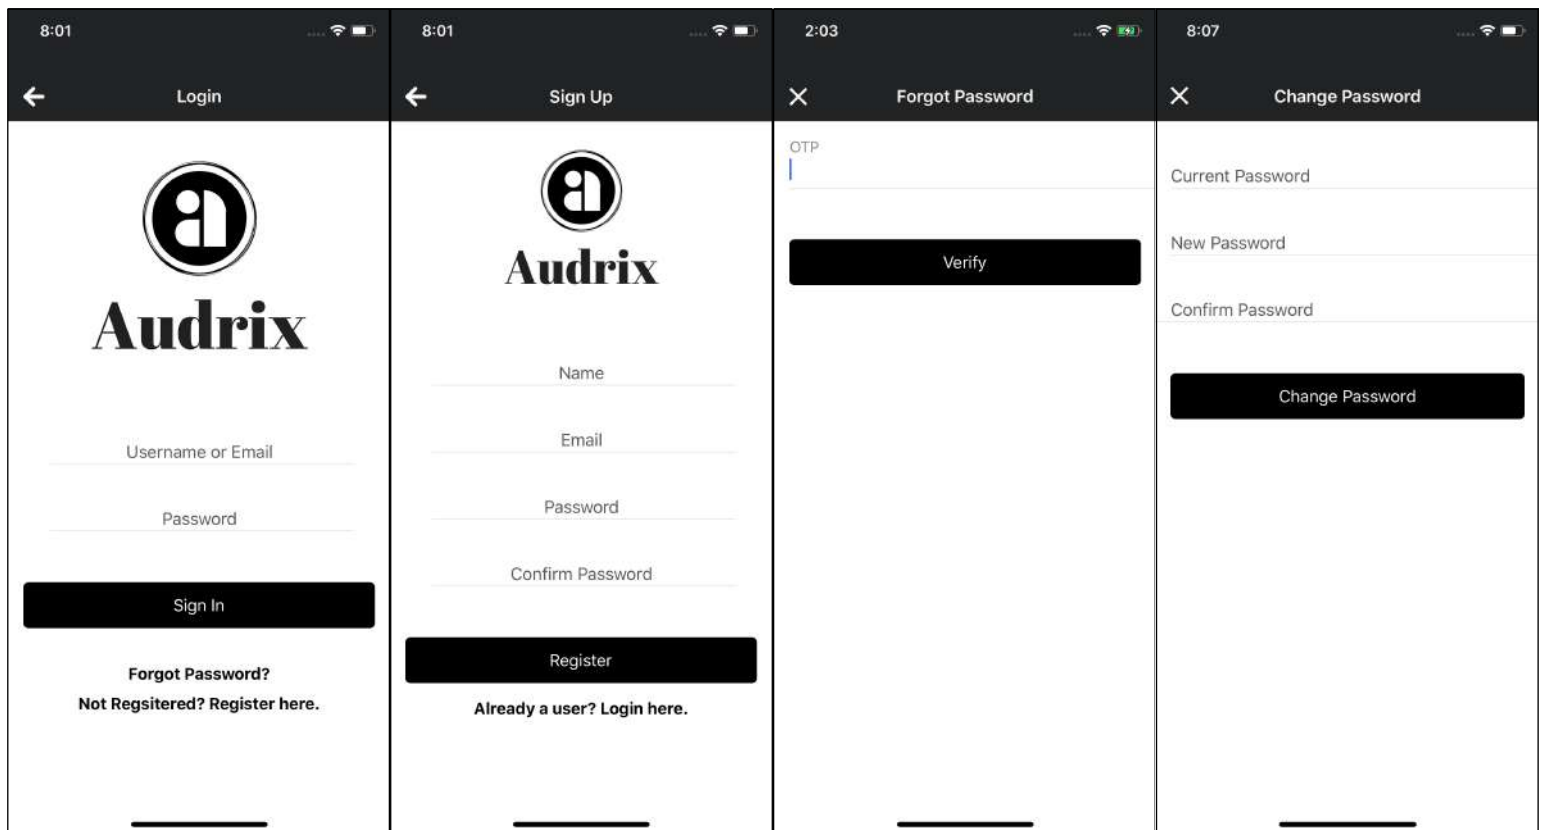 8:01
Login
a
Audrix
Username or Email
Password
Sign In
Forgot Password?
Not Regsitered? Register here.
8:01
Sign Up
a
Audrix
Name
Email
Password
Confirm Password
Register
Already a user? Login here.
2:03
Forgot Password
OTP
Verify
8:07
Change Password
Current Password
New Password
Confirm Password
Change Password